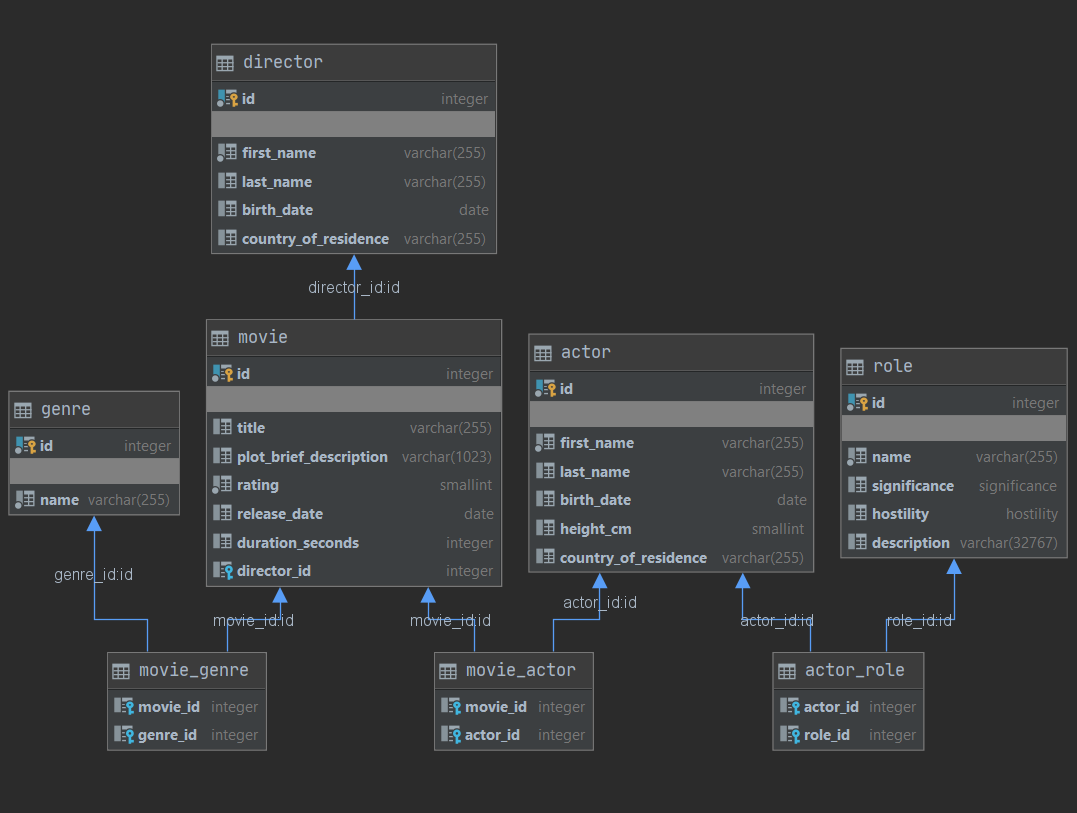 director
id integer
first_name varchar(255)
last_name varchar(255)
birth_date date
country_of_residence varchar(255)
director_id:id
movie
id integer
title varchar(255)
plot_brief_description varchar(1023)
rating smallint
release_date date
duration_seconds integer
director_id integer
actor
id integer
first_name varchar(255)
last_name varchar(255)
birth_date date
height_cm smallint
country_of_residence varchar(255)
role
id integer
name varchar(255)
significance significance
hostility hostility
description varchar(32767)
genre
id integer
name varchar(255)
genre_id:id
movie_id:id
movie_id:id
actor_id:id
actor_id:id
role_id:id
movie_genre
movie_id integer
genre_id integer
movie_actor
movie_id integer
actor_id integer
actor_role
actor_id integer
role_id integer